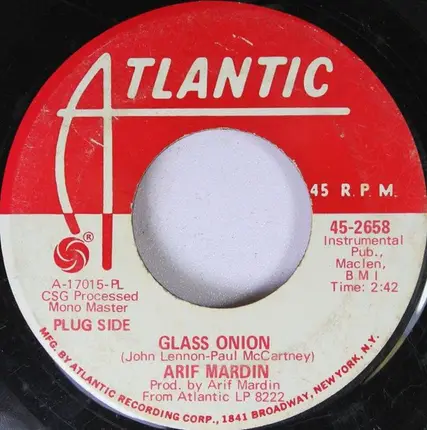 ATLANTIC
45 R.P.M.
45-2658
Instrumental
Pub.,
Maclen,
BMI
Time: 2:42
®
A-17015-PL
CSG Processed
Mono Master
PLUG SIDE
GLASS ONION
(John Lennon-Paul McCartney)
ARIF MARDIN
Prod. by Arif Mardin
From Atlantic LP 8222
MFG. BY ATLANTIC RECORDING CORP., 1841 BROADWAY, NEW YORK, N.Y.